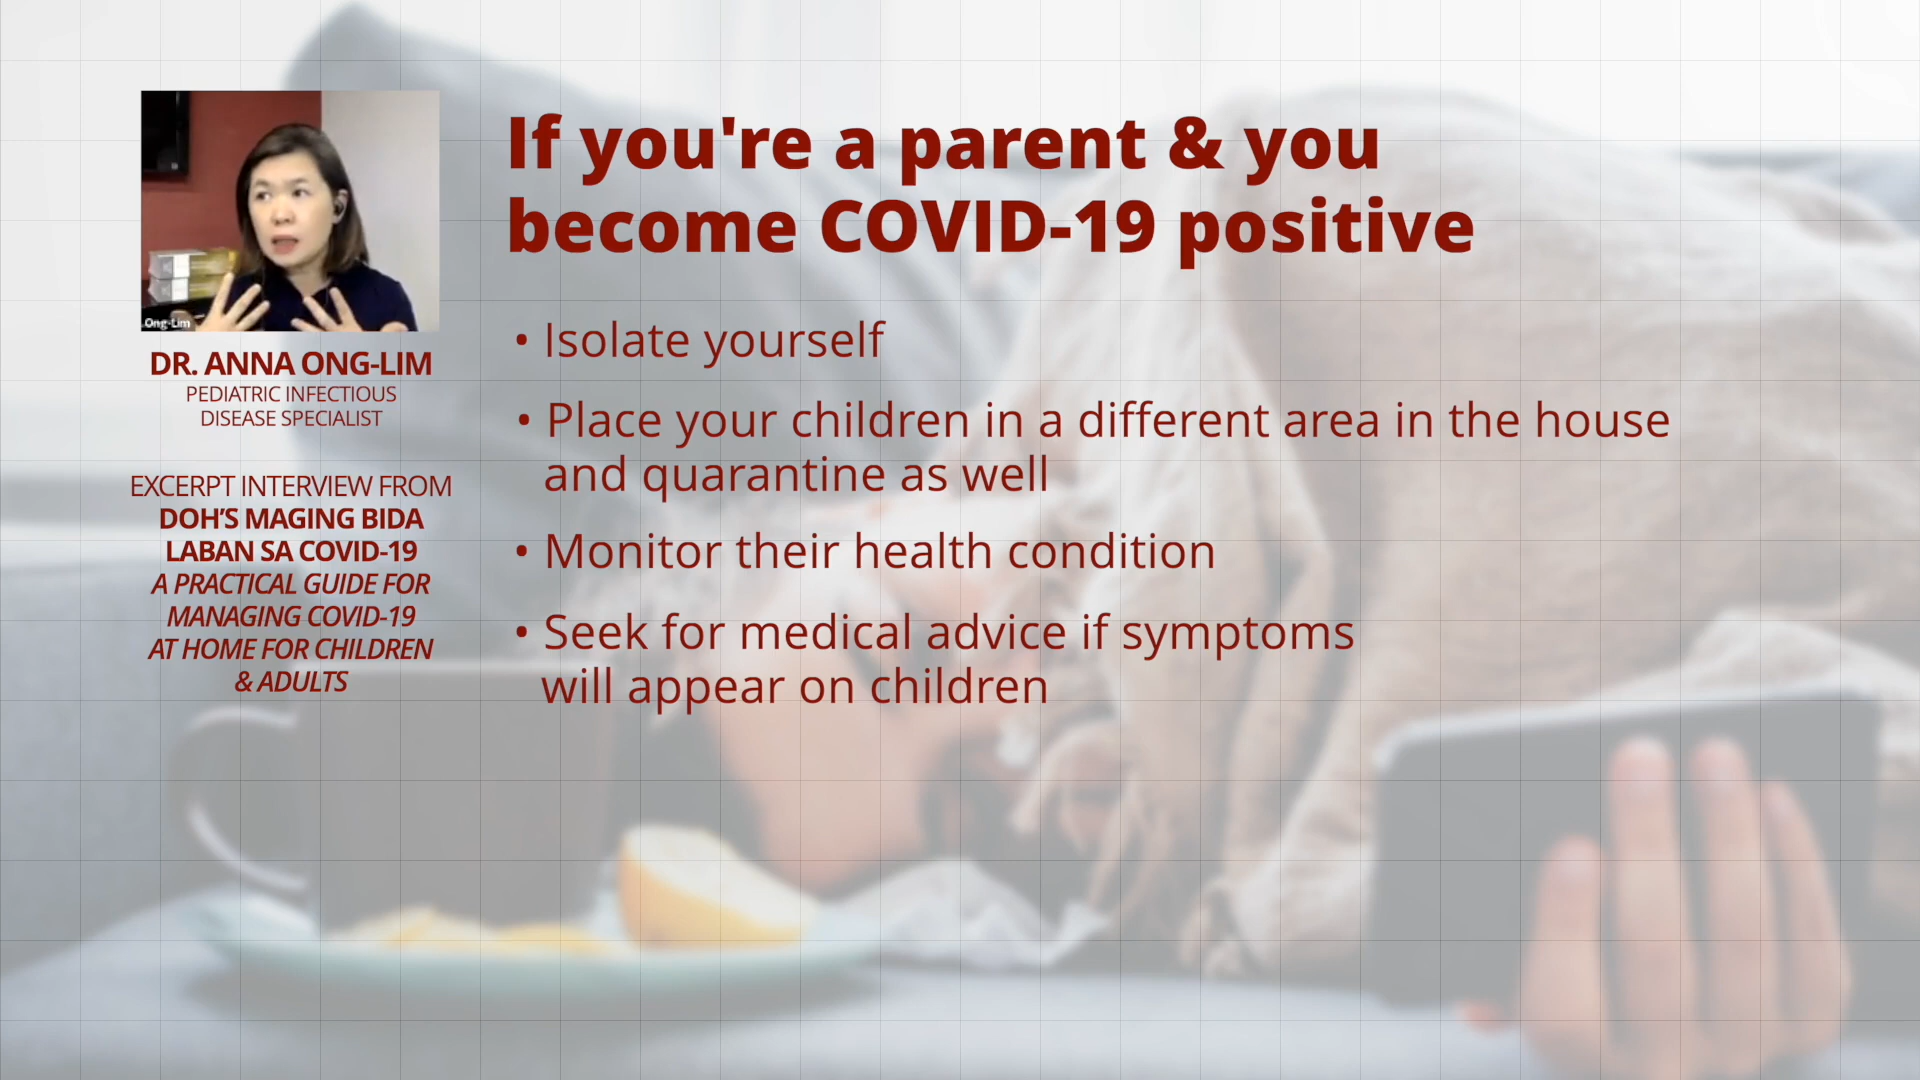 Ong-Lim
DR. ANNA ONG-LIM
PEDIATRIC INFECTIOUS
DISEASE SPECIALIST
EXCERPT INTERVIEW FROM
DOH’S MAGING BIDA
LABAN SA COVID-19
A PRACTICAL GUIDE FOR
MANAGING COVID-19
AT HOME FOR CHILDREN
& ADULTS
If you're a parent & you
become COVID-19 positive
• Isolate yourself
• Place your children in a different area in the house
and quarantine as well
• Monitor their health condition
• Seek for medical advice if symptoms
will appear on children